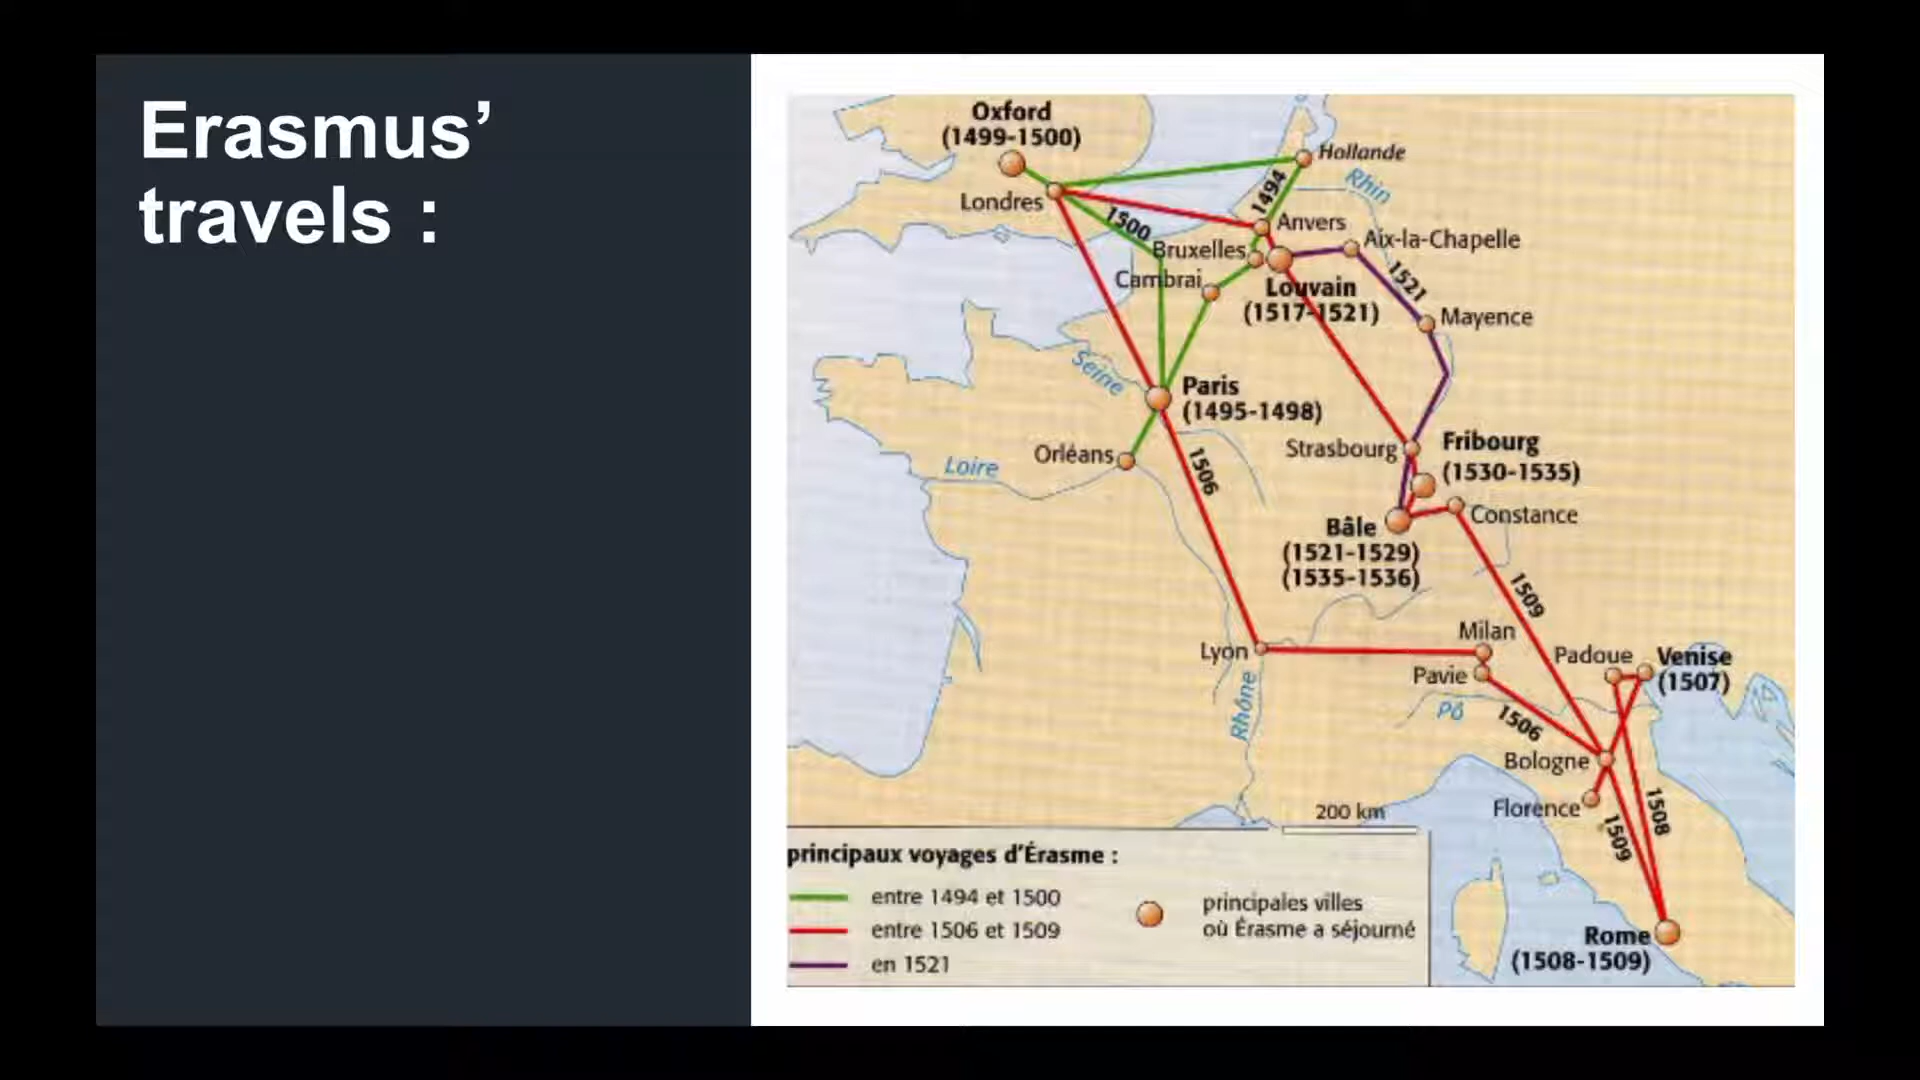 Erasmus’
travels :
Oxford
(1499-1500)
Hollande
Rhin
1494
Londres
1500
Anvers
Bruxelles
Aix-la-Chapelle
Cambrai
Louvain
(1517-1521)
1521
Mayence
Seine
Paris
(1495-1498)
Orléans
Loire
1506
Strasbourg
Fribourg
(1530-1535)
Constance
Bâle
(1521-1529)
(1535-1536)
1509
Milan
Lyon
Padoue
Venise
(1507)
Pavie
Pô
Rhône
1506
Bologne
Florence
1508
1509
200 km
Rome
(1508-1509)
principaux voyages d'Érasme :
entre 1494 et 1500
entre 1506 et 1509
en 1521
principales villes
où Érasme a séjourné